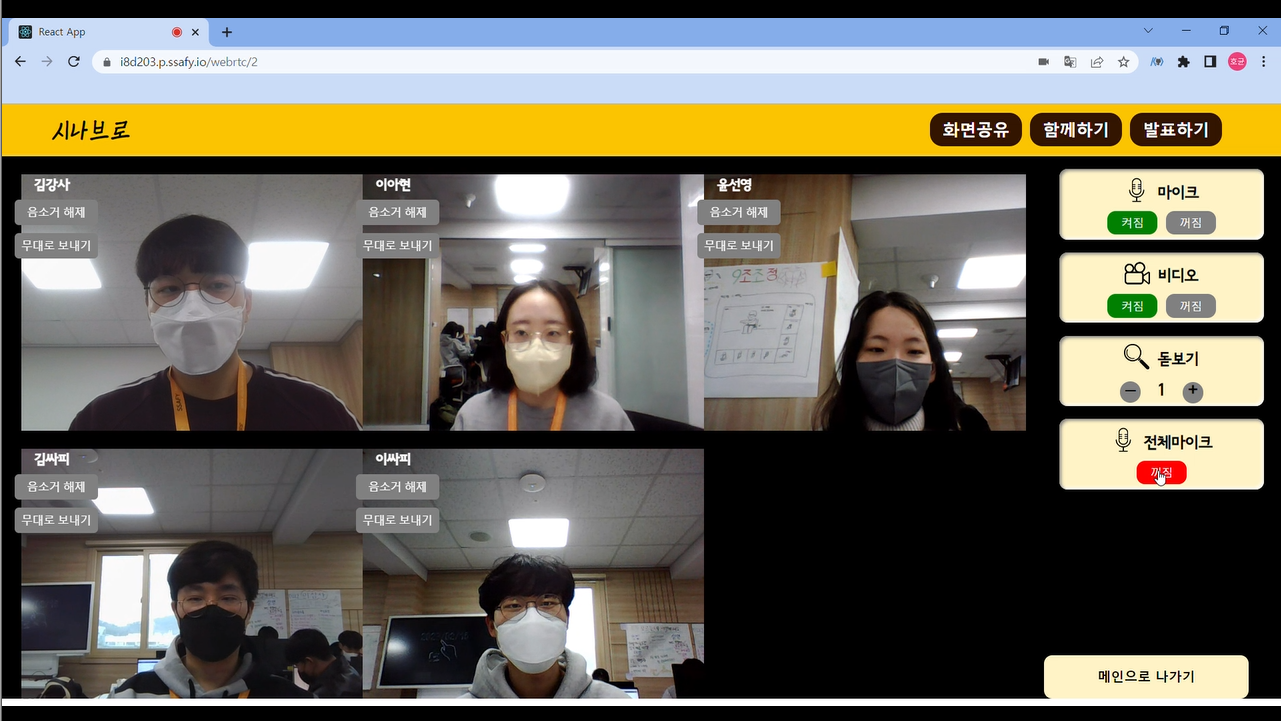 React App
i8d203.p.ssafy.io/webrtc/2
호균
시나브로
화면공유 함께하기 발표하기
김강사 이아현 윤선영
음소거 해제 음소거 해제 음소거 해제
무대로 보내기 무대로 보내기 무대로 보내기
9조조정
SSAFY
마이크
켜짐 꺼짐
비디오
켜짐 꺼짐
돋보기
1
전체마이크
꺼짐
김싸피 이싸피
음소거 해제 음소거 해제
무대로 보내기 무대로 보내기
메인으로 나가기